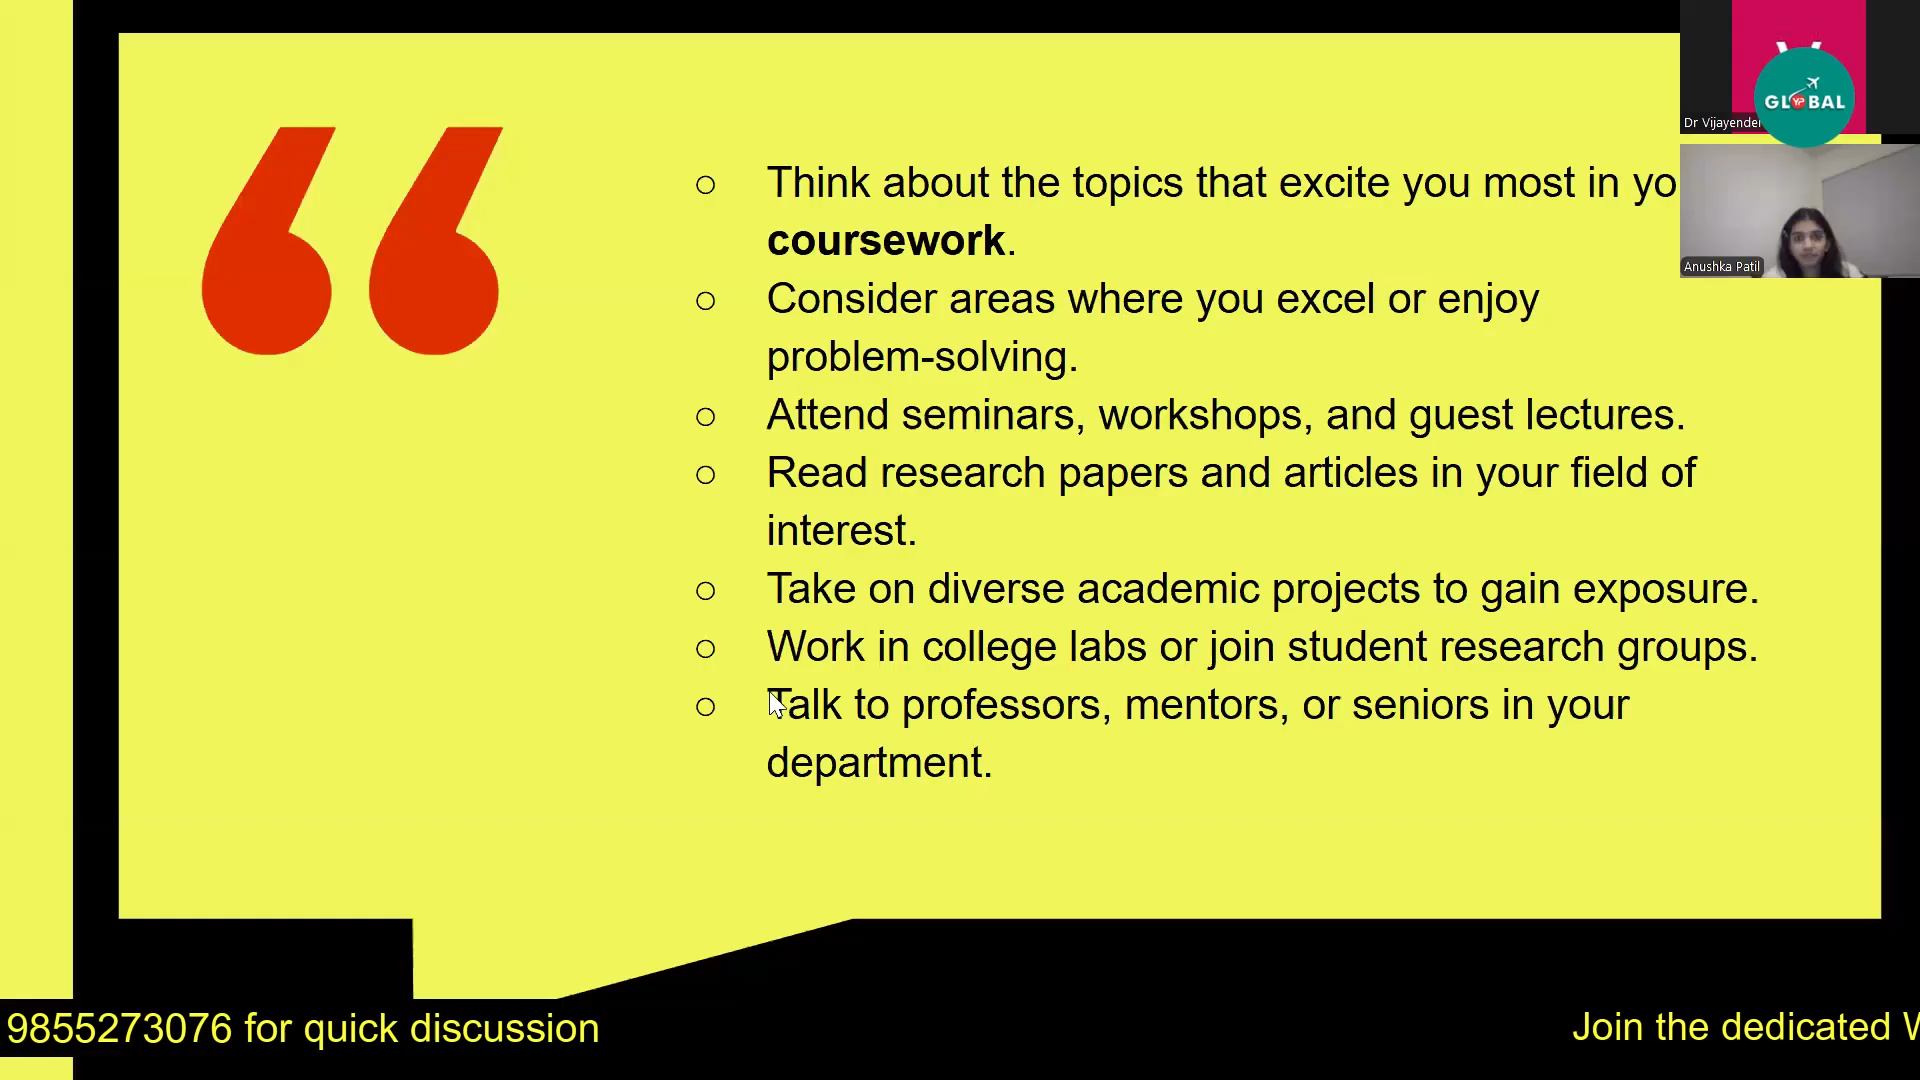 Think about the topics that excite you most in yo
coursework.
Consider areas where you excel or enjoy
problem-solving.
Attend seminars, workshops, and guest lectures.
Read research papers and articles in your field of
interest.
Take on diverse academic projects to gain exposure.
Work in college labs or join student research groups.
Talk to professors, mentors, or seniors in your
department.
GLOBAL
YP
Dr Vijayender
Anushka Patil
9855273076 for quick discussion
Join the dedicated W